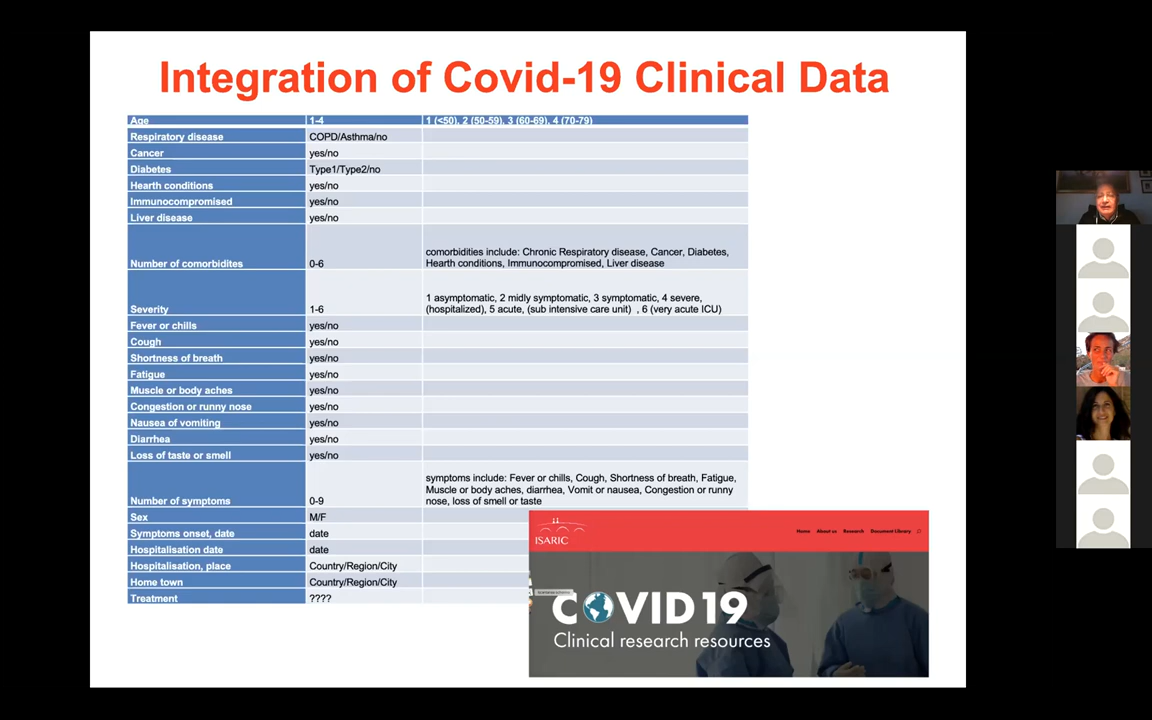 Integration of Covid-19 Clinical Data
Age 1-4 1 (<50), 2 (50-59), 3 (60-69), 4 (70-79)
Respiratory disease COPD/Asthma/no
Cancer yes/no
Diabetes Type1/Type2/no
Hearth conditions yes/no
Immunocompromised yes/no
Liver disease yes/no
comorbidities include: Chronic Respiratory disease, Cancer, Diabetes,
Number of comorbidites 0-6 Hearth conditions, Immunocompromised, Liver disease
1 asymptomatic, 2 midly symptomatic, 3 symptomatic, 4 severe,
Severity 1-6 (hospitalized), 5 acute, (sub intensive care unit) , 6 (very acute ICU)
Fever or chills yes/no
Cough yes/no
Shortness of breath yes/no
Fatigue yes/no
Muscle or body aches yes/no
Congestion or runny nose yes/no
Nausea of vomiting yes/no
Diarrhea yes/no
Loss of taste or smell yes/no
symptoms include: Fever or chills, Cough, Shortness of breath, Fatigue,
Muscle or body aches, diarrhea, Vomit or nausea, Congestion or runny
Number of symptoms 0-9 nose, loss of smell or taste
Sex M/F
Symptoms onset, date date
Hospitalisation date date
Hospitalisation, place Country/Region/City
Home town Country/Region/City
Treatment ????
ISARIC
Home About us Research Document Library
COVID 19
Clinical research resources